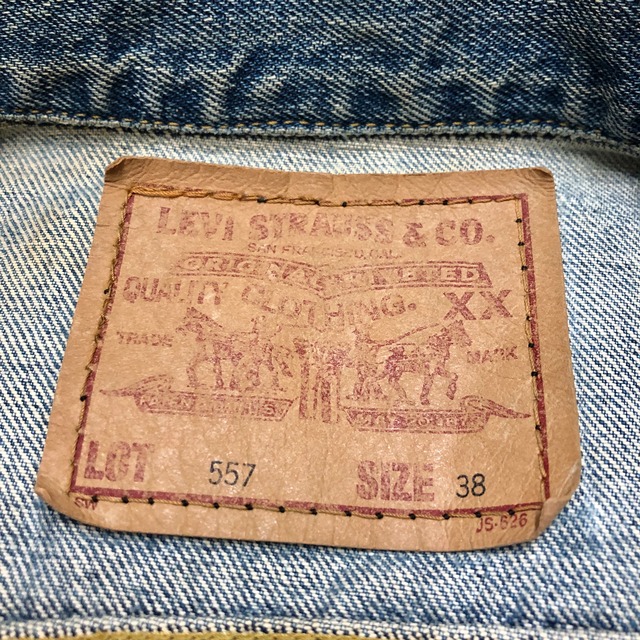 LEVI STRAUSS & CO.
SAN FRANCISCO, CAL.
ORIGINAL RIVETED
QUALITY CLOTHING. XX
TRADE MARK
LOT 557 SIZE 38
SW JS-626